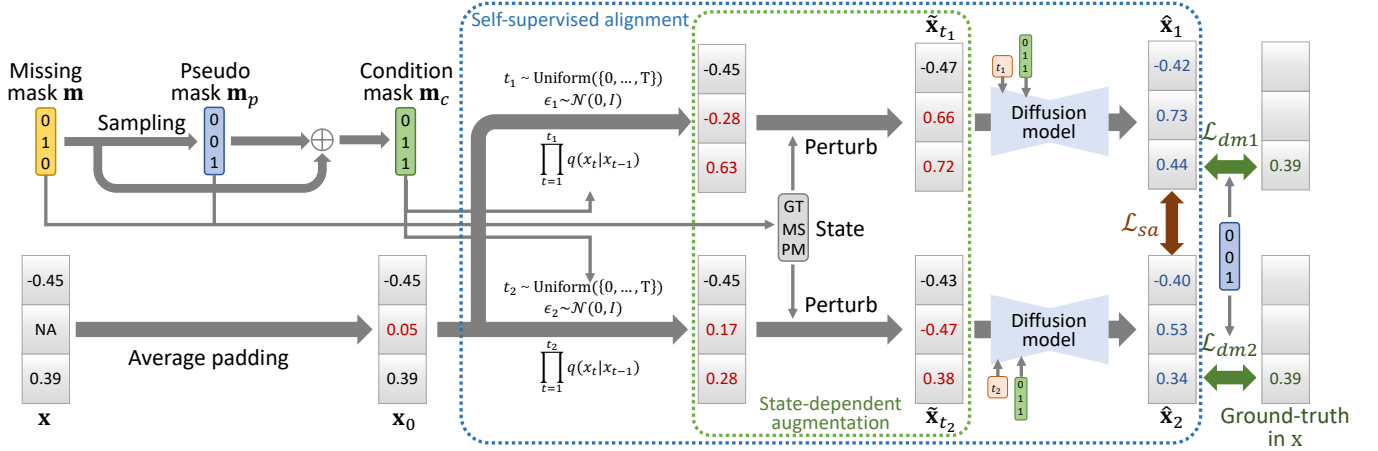 Self-supervised alignment
x̃_{t_1}
x̂_1
Missing
mask m
Pseudo
mask m_p
Condition
mask m_c
0
1
0
Sampling
0
0
1
0
1
1
t_1 ~ Uniform({0, … , T})
ϵ_1~𝒩(0, I)
∏_{t=1}^{t_1} q(x_t|x_{t-1})
-0.45
-0.28
0.63
Perturb
-0.47
0.66
0.72
t_1
0
1
1
Diffusion
model
-0.42
0.73
0.44
ℒ_{dm1}
0.39
GT
MS
PM
State
ℒ_{sa}
0
0
1
-0.45
NA
0.39
x
Average padding
-0.45
0.05
0.39
x_0
t_2 ~ Uniform({0, … , T})
ϵ_2~𝒩(0, I)
∏_{t=1}^{t_2} q(x_t|x_{t-1})
-0.45
0.17
0.28
Perturb
-0.43
-0.47
0.38
Diffusion
model
t_2
0
1
1
-0.40
0.53
0.34
ℒ_{dm2}
0.39
State-dependent
augmentation
x̃_{t_2}
x̂_2
Ground-truth
in x